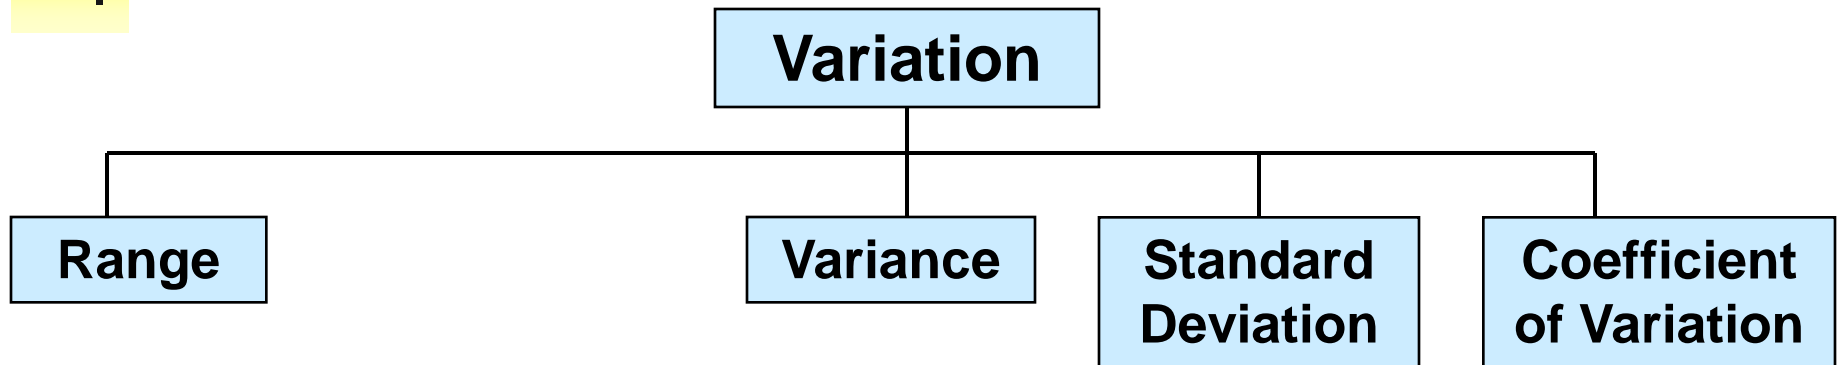 Variation
Range
Variance
Standard
Deviation
Coefficient
of Variation